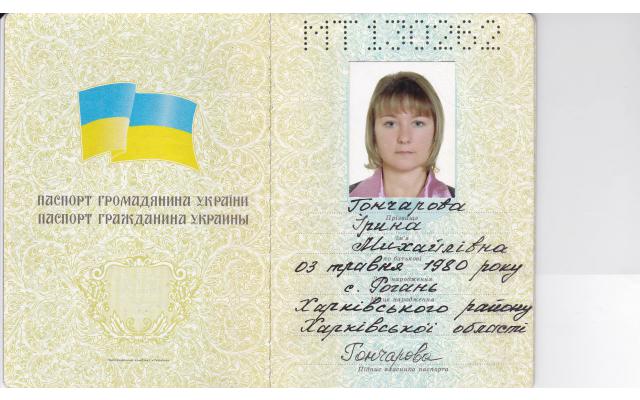 ПАСПОРТ ГРОМАДЯНИНА УКРАЇНИ
ПАСПОРТ ГРАЖДАНИНА УКРАИНЫ
МТ130262
Гончарова
Прізвище
Ірина
Ім'я
Михайлівна
по батькові
03 травня 1980 року
народження
с. Рогань
Місце народження
Харківського району
Харківської області
Гончарова
Підпис власника паспорта